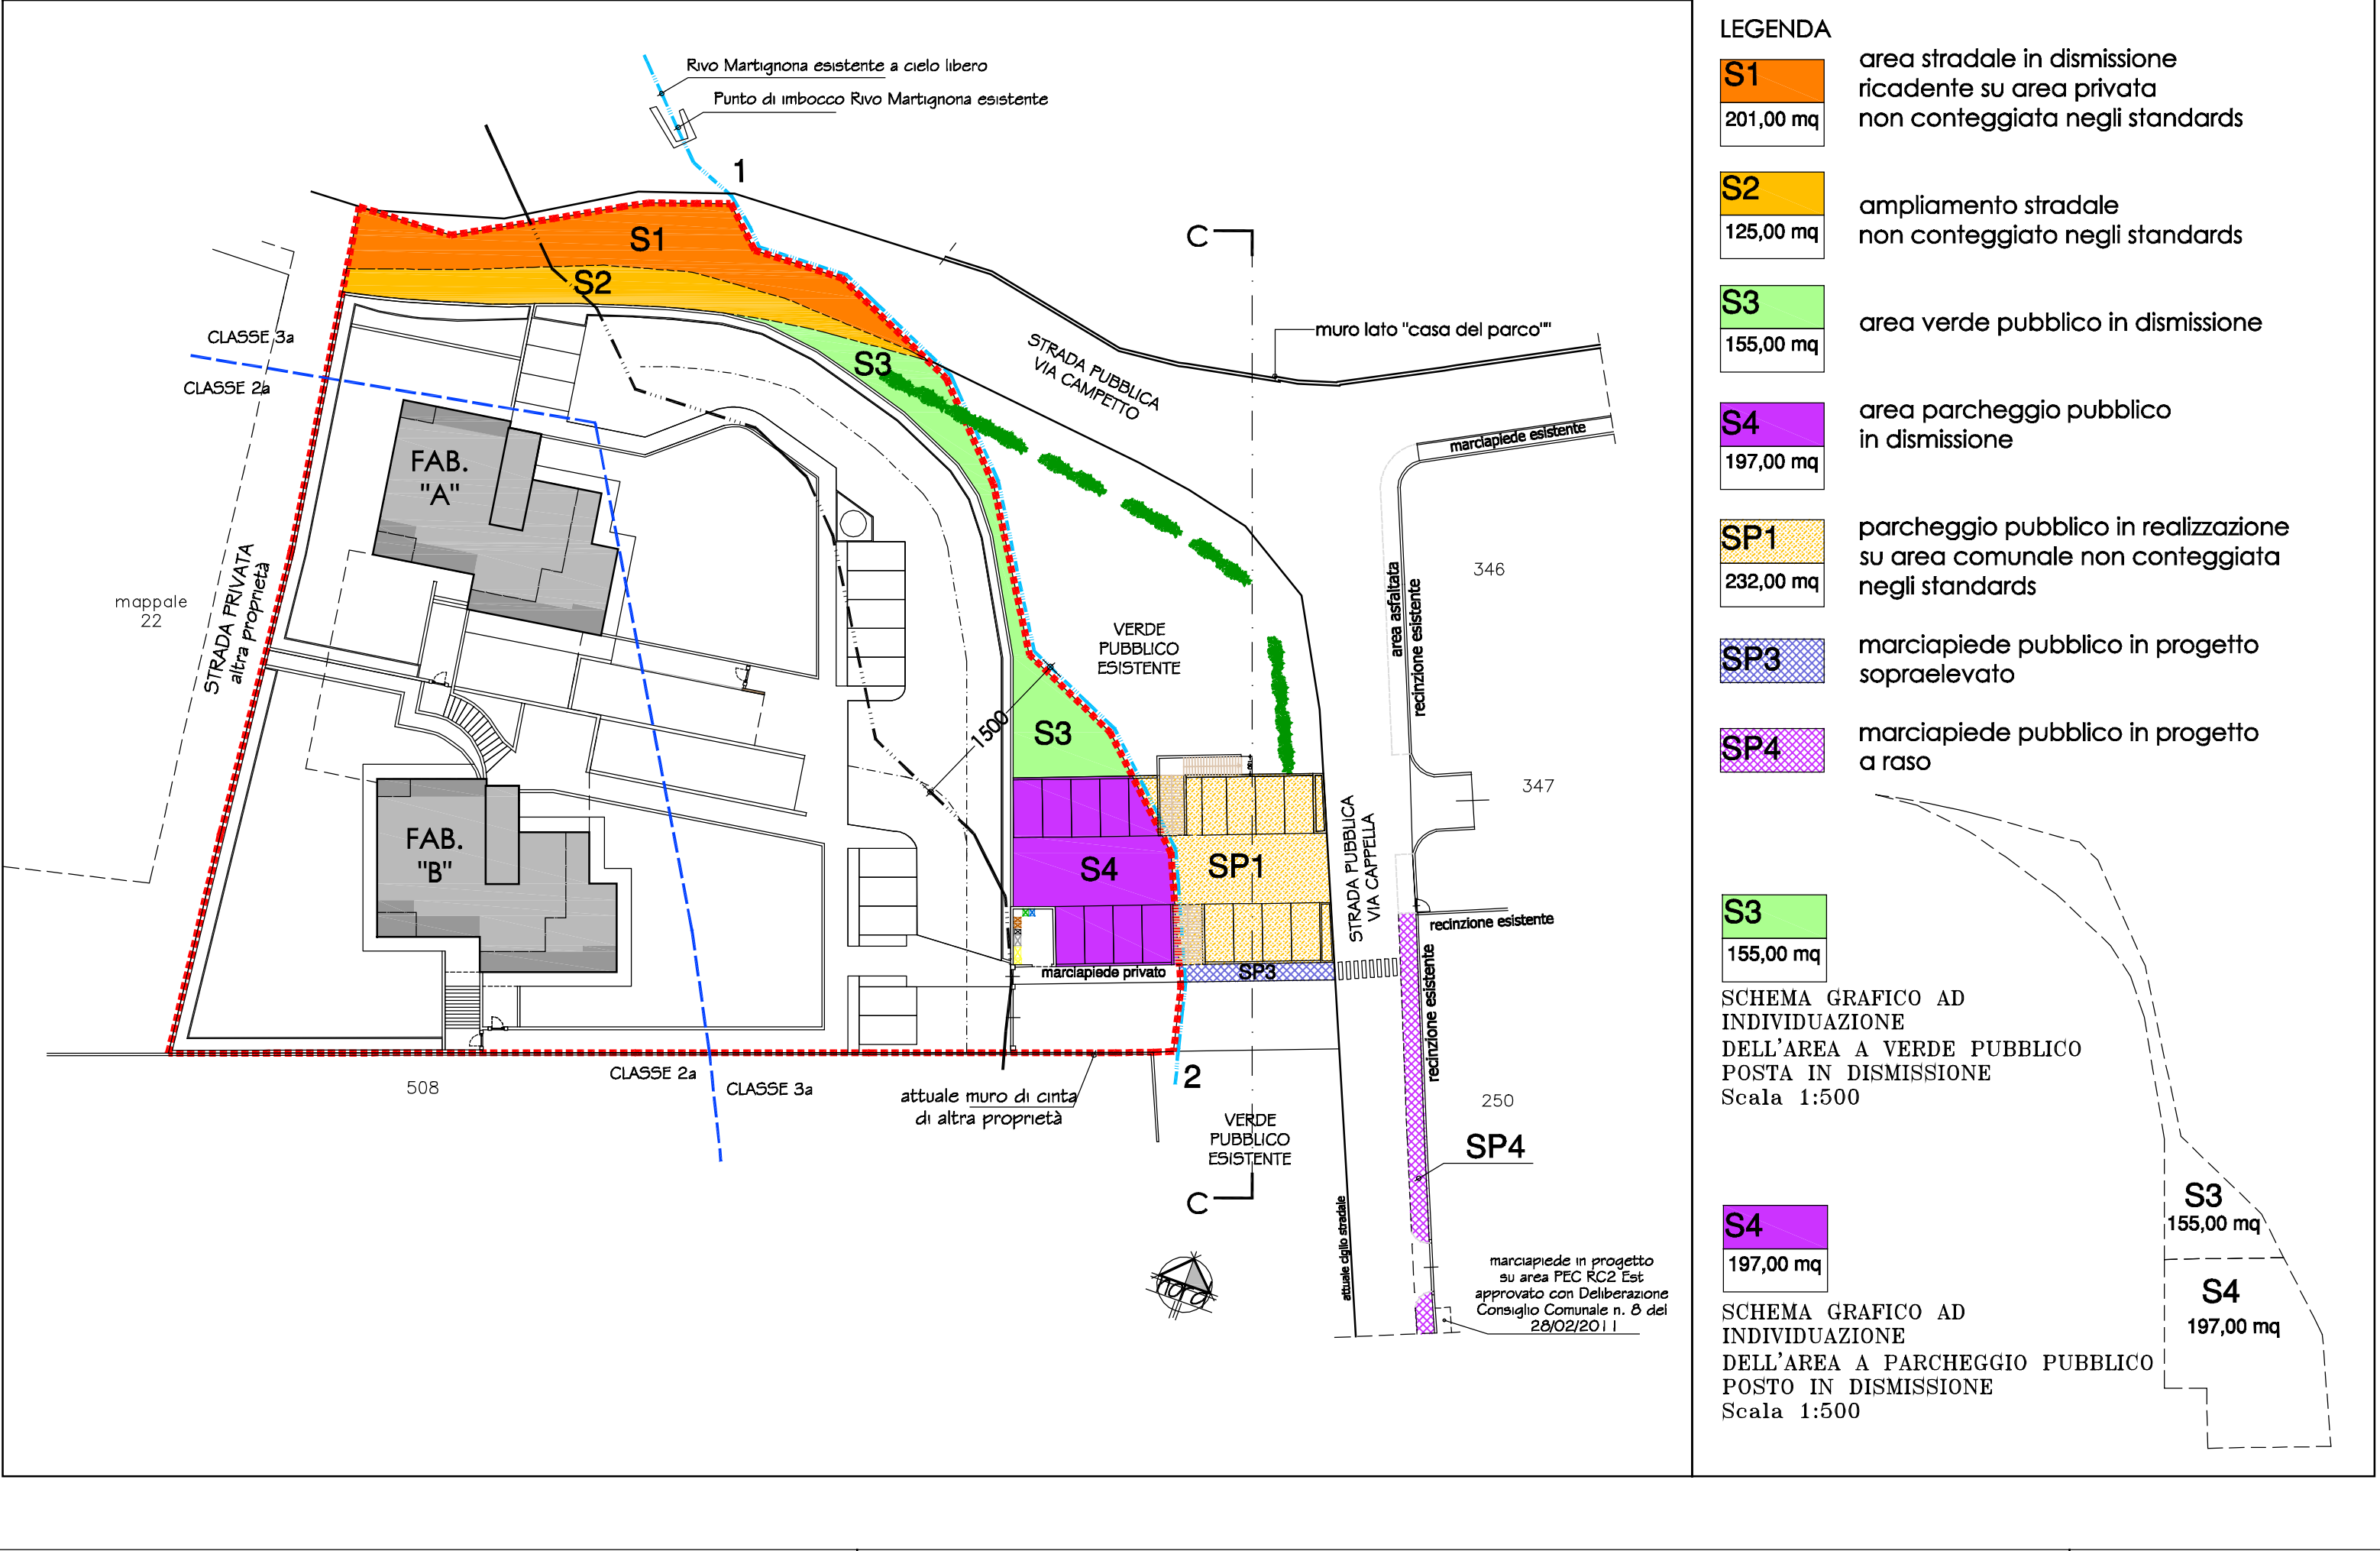 Rivo Martignona esistente a cielo libero
Punto di imbocco Rivo Martignona esistente
1
C
S1
S2
S3
CLASSE 3a
CLASSE 2a
STRADA PUBBLICA
VIA CAMPETTO
muro lato "casa del parco""
marciapiede esistente
FAB.
"A"
346
area asfaltata
recinzione esistente
mappale
22
STRADA PRIVATA
altra proprietà
VERDE
PUBBLICO
ESISTENTE
1500
S3
347
FAB.
"B"
S4
SP1
STRADA PUBBLICA
VIA CAPPELLA
recinzione esistente
marciapiede privato
SP3
recinzione esistente
508
CLASSE 2a
CLASSE 3a
2
attuale muro di cinta
di altra proprietà
VERDE
PUBBLICO
ESISTENTE
250
SP4
C
attuale ciglio stradale
nord
marciapiede in progetto
su area PEC RC2 Est
approvato con Deliberazione
Consiglio Comunale n. 8 del
28/02/2011
LEGENDA
S1
201,00 mq
area stradale in dismissione
ricadente su area privata
non conteggiata negli standards
S2
125,00 mq
ampliamento stradale
non conteggiato negli standards
S3
155,00 mq
area verde pubblico in dismissione
S4
197,00 mq
area parcheggio pubblico
in dismissione
SP1
232,00 mq
parcheggio pubblico in realizzazione
su area comunale non conteggiata
negli standards
SP3
marciapiede pubblico in progetto
sopraelevato
SP4
marciapiede pubblico in progetto
a raso
S3
155,00 mq
SCHEMA GRAFICO AD
INDIVIDUAZIONE
DELL'AREA A VERDE PUBBLICO
POSTA IN DISMISSIONE
Scala 1:500
S3
155,00 mq
S4
197,00 mq
S4
197,00 mq
SCHEMA GRAFICO AD
INDIVIDUAZIONE
DELL'AREA A PARCHEGGIO PUBBLICO
POSTO IN DISMISSIONE
Scala 1:500